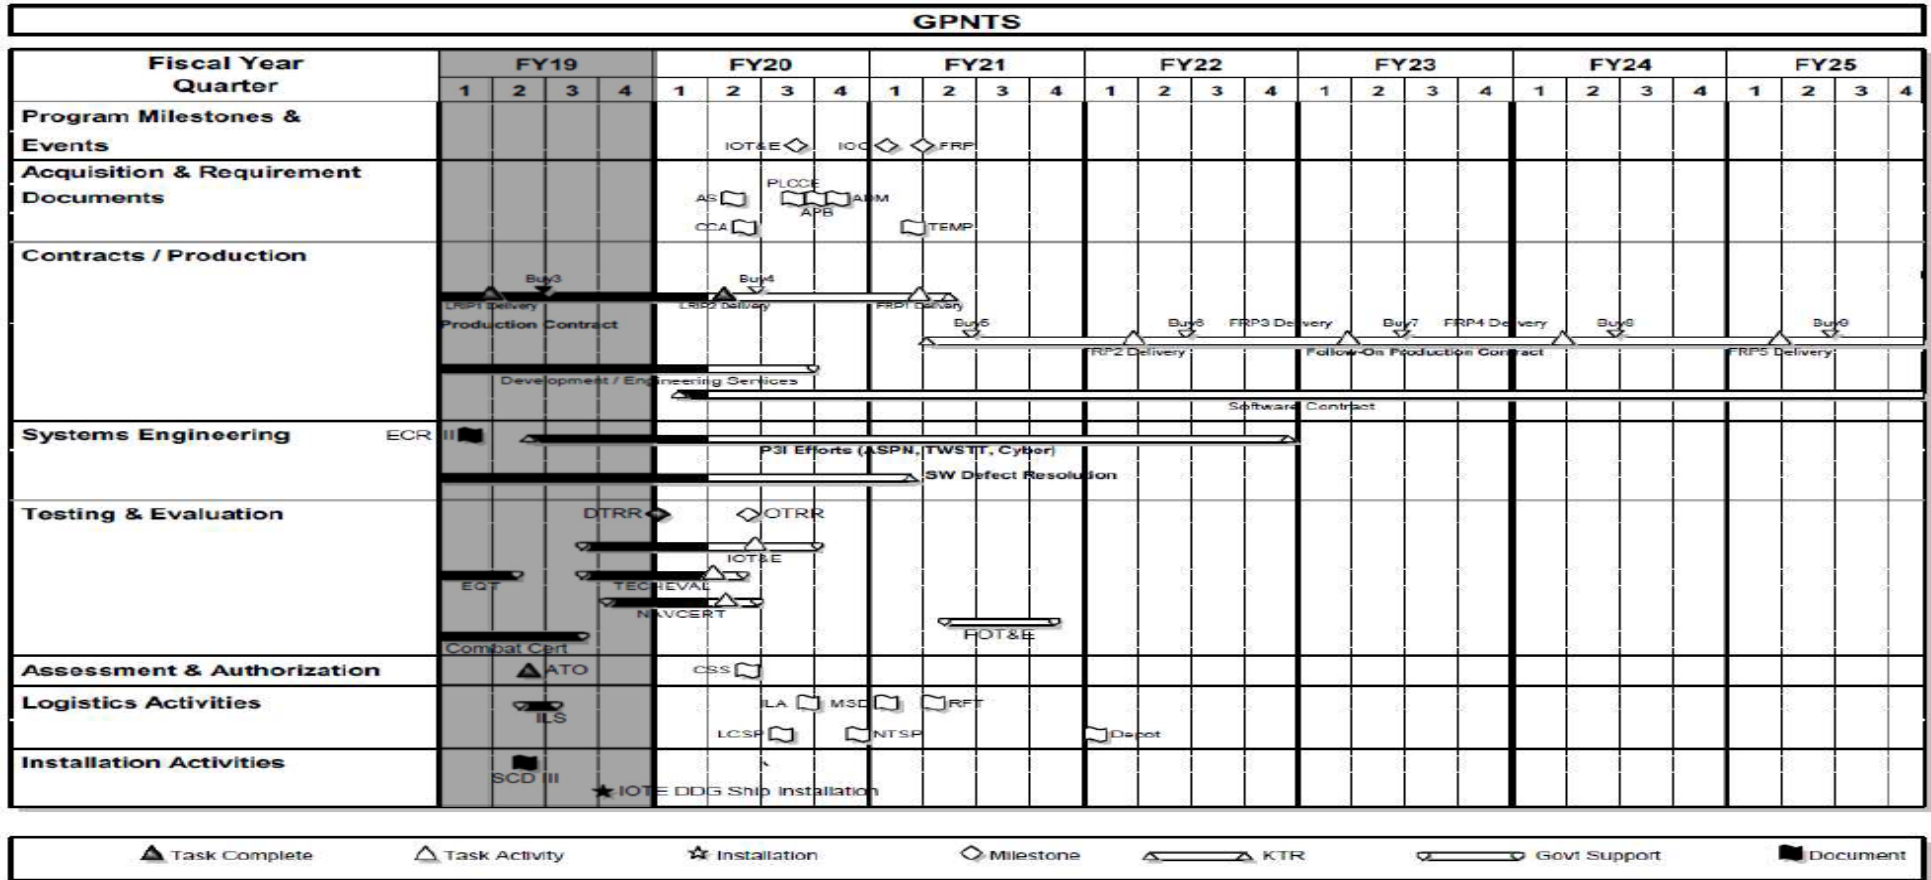 GPNTS
Fiscal Year FY19 FY20 FY21 FY22 FY23 FY24 FY25
Quarter 1 2 3 4 1 2 3 4 1 2 3 4 1 2 3 4 1 2 3 4 1 2 3 4 1 2 3 4
Program Milestones &
Events IOT&E IOC FRP
Acquisition & Requirement
PLCCE
Documents AS ADM
APB
CCA TEMP
Contracts / Production
Buy3 Buy4
LRIP1 Delivery LRIP2 Delivery FRP1 Delivery
Production Contract Buy5 Buy6 FRP3 Delivery Buy7 FRP4 Delivery Buy8 Buy9
FRP2 Delivery Follow-On Production Contract FRP5 Delivery
Development / Engineering Services
Software Contract
Systems Engineering ECR II
P3I Efforts (ASPN, TWSTT, Cyber)
SW Defect Resolution
Testing & Evaluation DTRR OTRR
IOT&E
EQT TECHEVAL
NAVCERT
FOT&E
Combat Cert
Assessment & Authorization ATO CSS
Logistics Activities ILA MSD RFT
ILS
LCSP NTSP Depot
Installation Activities
SCD III
IOTE DDG Ship Installation
Task Complete Task Activity Installation Milestone KTR Govt Support Document